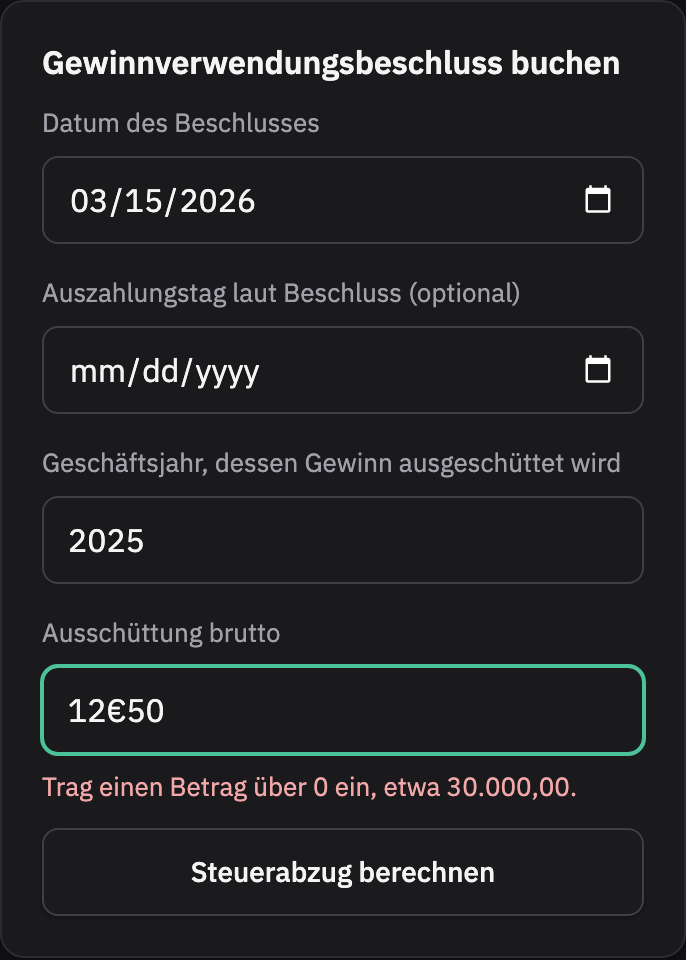 Gewinnverwendungsbeschluss buchen
Datum des Beschlusses
03/15/2026
Auszahlungstag laut Beschluss (optional)
mm/dd/yyyy
Geschäftsjahr, dessen Gewinn ausgeschüttet wird
2025
Ausschüttung brutto
12€50
Trag einen Betrag über 0 ein, etwa 30.000,00.
Steuerabzug berechnen